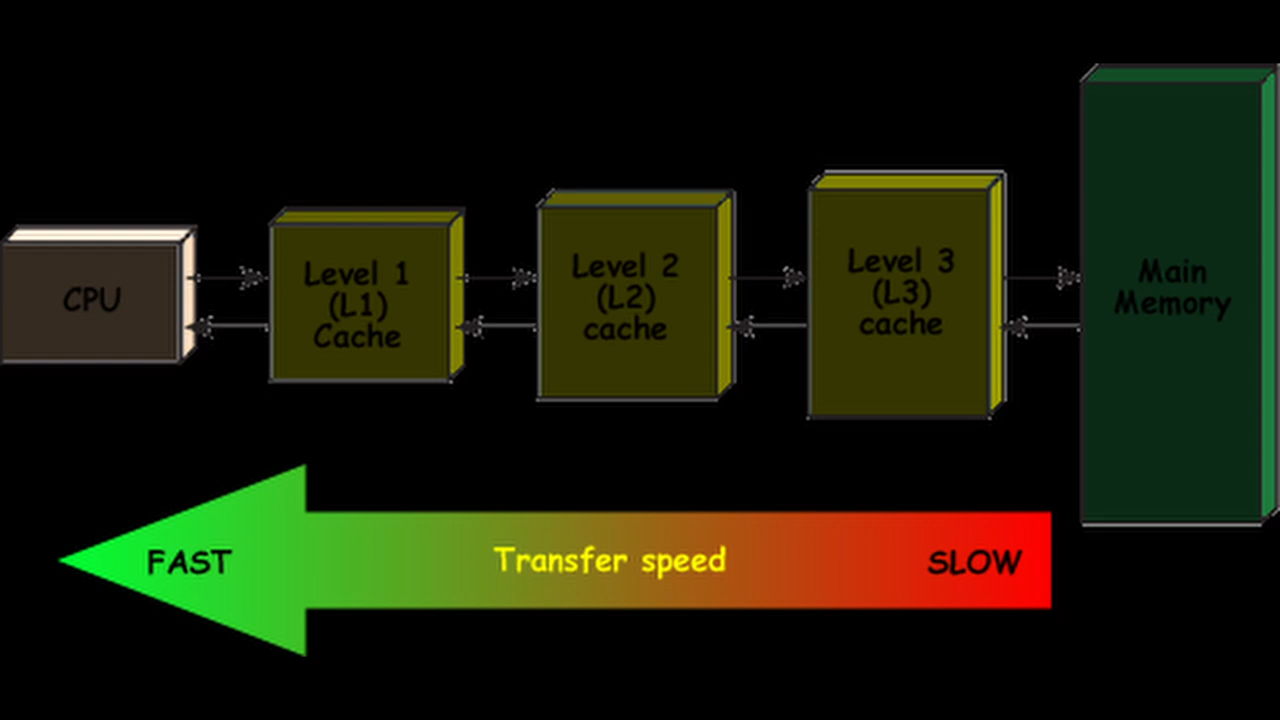 CPU
Level 1
(L1)
Cache
Level 2
(L2)
cache
Level 3
(L3)
cache
Main
Memory
FAST
Transfer speed
SLOW